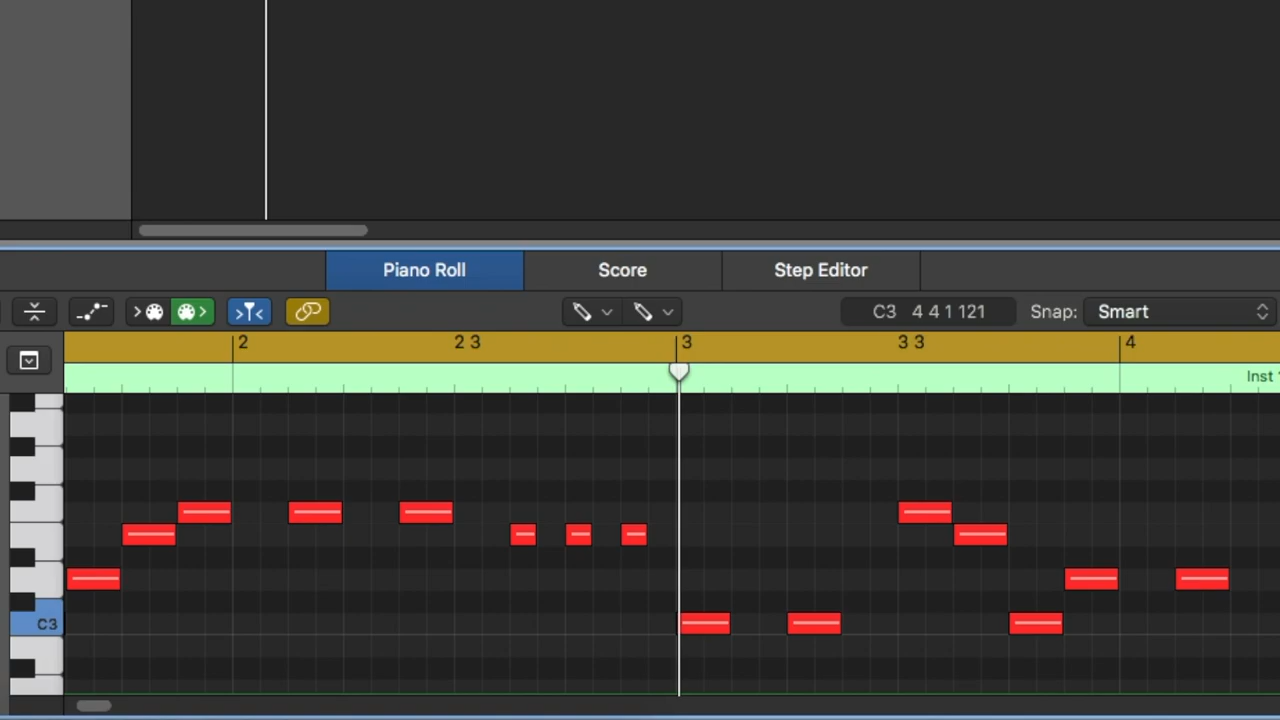 Piano Roll Score Step Editor
C3 4 4 1 121 Snap: Smart
2 2 3 3 3 3 4
Inst
C3